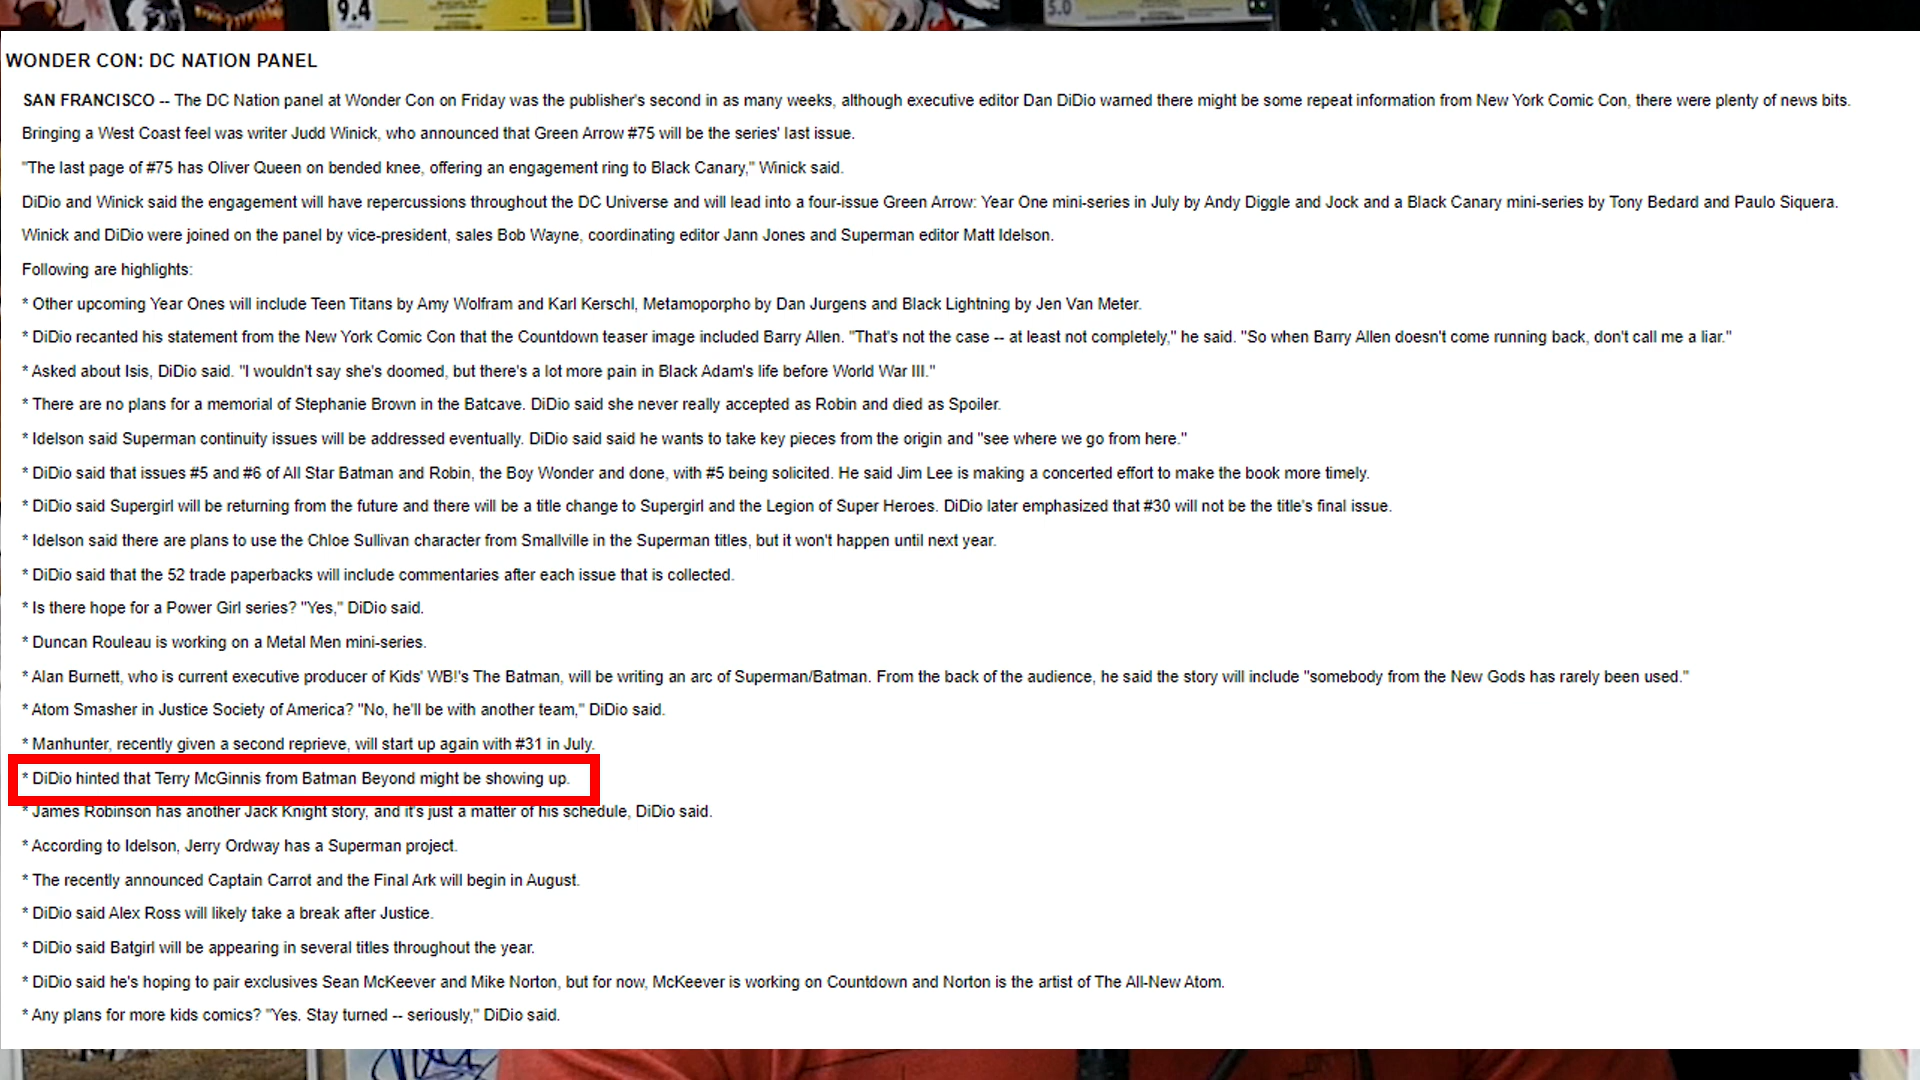 9.4
5.0
WONDER CON: DC NATION PANEL
SAN FRANCISCO -- The DC Nation panel at Wonder Con on Friday was the publisher's second in as many weeks, although executive editor Dan DiDio warned there might be some repeat information from New York Comic Con, there were plenty of news bits.
Bringing a West Coast feel was writer Judd Winick, who announced that Green Arrow #75 will be the series' last issue.
"The last page of #75 has Oliver Queen on bended knee, offering an engagement ring to Black Canary," Winick said.
DiDio and Winick said the engagement will have repercussions throughout the DC Universe and will lead into a four-issue Green Arrow: Year One mini-series in July by Andy Diggle and Jock and a Black Canary mini-series by Tony Bedard and Paulo Siquera.
Winick and DiDio were joined on the panel by vice-president, sales Bob Wayne, coordinating editor Jann Jones and Superman editor Matt Idelson.
Following are highlights:
* Other upcoming Year Ones will include Teen Titans by Amy Wolfram and Karl Kerschl, Metamoporpho by Dan Jurgens and Black Lightning by Jen Van Meter.
* DiDio recanted his statement from the New York Comic Con that the Countdown teaser image included Barry Allen. "That's not the case -- at least not completely," he said. "So when Barry Allen doesn't come running back, don't call me a liar."
* Asked about Isis, DiDio said. "I wouldn't say she's doomed, but there's a lot more pain in Black Adam's life before World War III."
* There are no plans for a memorial of Stephanie Brown in the Batcave. DiDio said she never really accepted as Robin and died as Spoiler.
* Idelson said Superman continuity issues will be addressed eventually. DiDio said said he wants to take key pieces from the origin and "see where we go from here."
* DiDio said that issues #5 and #6 of All Star Batman and Robin, the Boy Wonder and done, with #5 being solicited. He said Jim Lee is making a concerted effort to make the book more timely.
* DiDio said Supergirl will be returning from the future and there will be a title change to Supergirl and the Legion of Super Heroes. DiDio later emphasized that #30 will not be the title's final issue.
* Idelson said there are plans to use the Chloe Sullivan character from Smallville in the Superman titles, but it won't happen until next year.
* DiDio said that the 52 trade paperbacks will include commentaries after each issue that is collected.
* Is there hope for a Power Girl series? "Yes," DiDio said.
* Duncan Rouleau is working on a Metal Men mini-series.
* Alan Burnett, who is current executive producer of Kids' WB!'s The Batman, will be writing an arc of Superman/Batman. From the back of the audience, he said the story will include "somebody from the New Gods has rarely been used."
* Atom Smasher in Justice Society of America? "No, he'll be with another team," DiDio said.
* Manhunter, recently given a second reprieve, will start up again with #31 in July.
* DiDio hinted that Terry McGinnis from Batman Beyond might be showing up.
* James Robinson has another Jack Knight story, and it's just a matter of his schedule, DiDio said.
* According to Idelson, Jerry Ordway has a Superman project.
* The recently announced Captain Carrot and the Final Ark will begin in August.
* DiDio said Alex Ross will likely take a break after Justice.
* DiDio said Batgirl will be appearing in several titles throughout the year.
* DiDio said he's hoping to pair exclusives Sean McKeever and Mike Norton, but for now, McKeever is working on Countdown and Norton is the artist of The All-New Atom.
* Any plans for more kids comics? "Yes. Stay turned -- seriously," DiDio said.